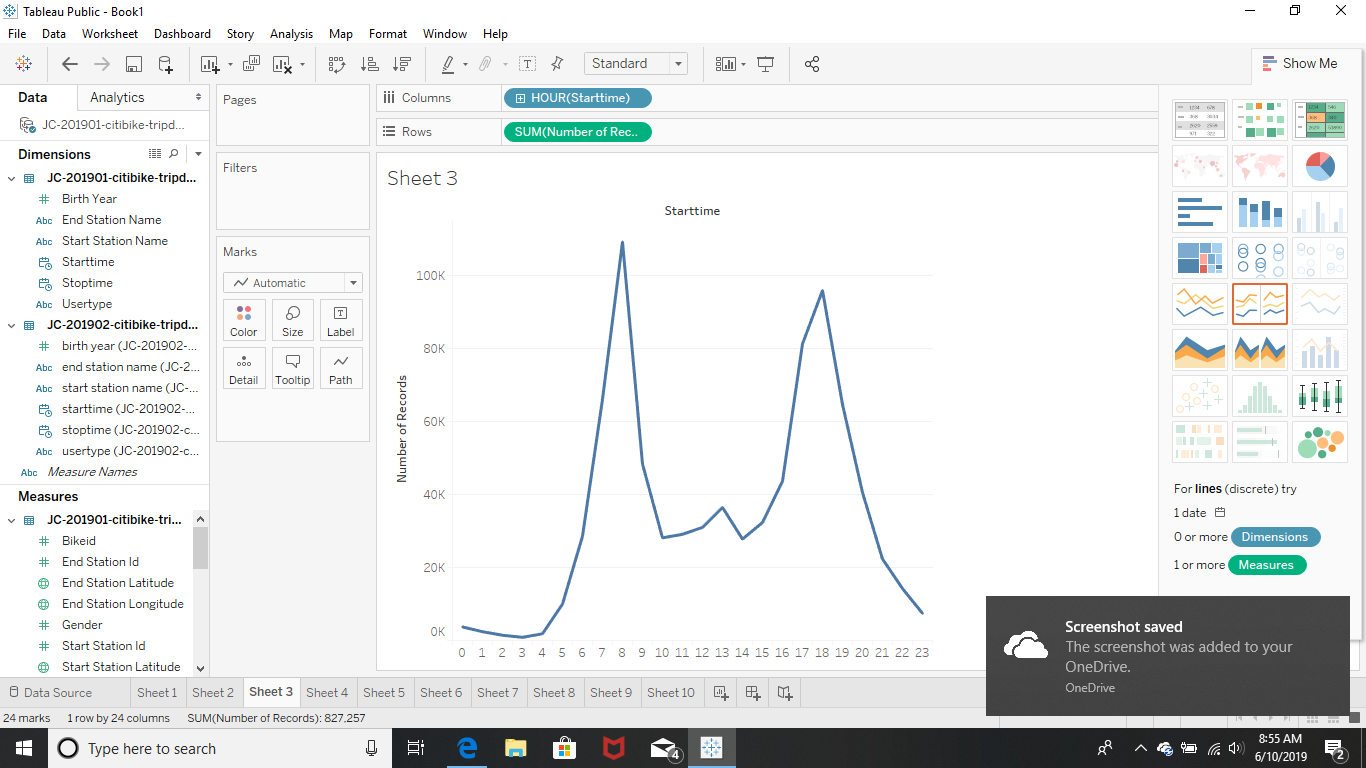 Tableau Public - Book1
File Data Worksheet Dashboard Story Analysis Map Format Window Help
Standard
Show Me
Data Analytics
JC-201901-citibike-tripd...
Dimensions
JC-201901-citibike-tripd...
Birth Year
Abc End Station Name
Abc Start Station Name
Starttime
Stoptime
Abc Usertype
JC-201902-citibike-tripd...
birth year (JC-201902-...
Abc end station name (JC-2...
Abc start station name (JC-...
starttime (JC-201902-...
stoptime (JC-201902-c...
Abc usertype (JC-201902-c...
Abc Measure Names
Measures
JC-201901-citibike-tri...
Bikeid
End Station Id
End Station Latitude
End Station Longitude
Gender
Start Station Id
Start Station Latitude
Pages
Filters
Marks
Automatic
Color Size Label
Detail Tooltip Path
Columns HOUR(Starttime)
Rows SUM(Number of Rec..
Sheet 3
Starttime
Number of Records
100K
80K
60K
40K
20K
0K
0 1 2 3 4 5 6 7 8 9 10 11 12 13 14 15 16 17 18 19 20 21 22 23
For lines (discrete) try
1 date
0 or more Dimensions
1 or more Measures
Screenshot saved
The screenshot was added to your
OneDrive.
OneDrive
Data Source Sheet 1 Sheet 2 Sheet 3 Sheet 4 Sheet 5 Sheet 6 Sheet 7 Sheet 8 Sheet 9 Sheet 10
24 marks 1 row by 24 columns SUM(Number of Records): 827,257
Type here to search
4
8:55 AM
6/10/2019
2